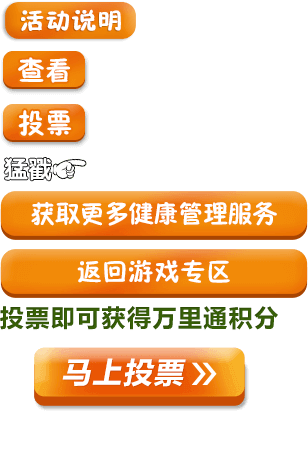 活动说明
查看
投票
猛戳
获取更多健康管理服务
返回游戏专区
投票即可获得万里通积分
马上投票